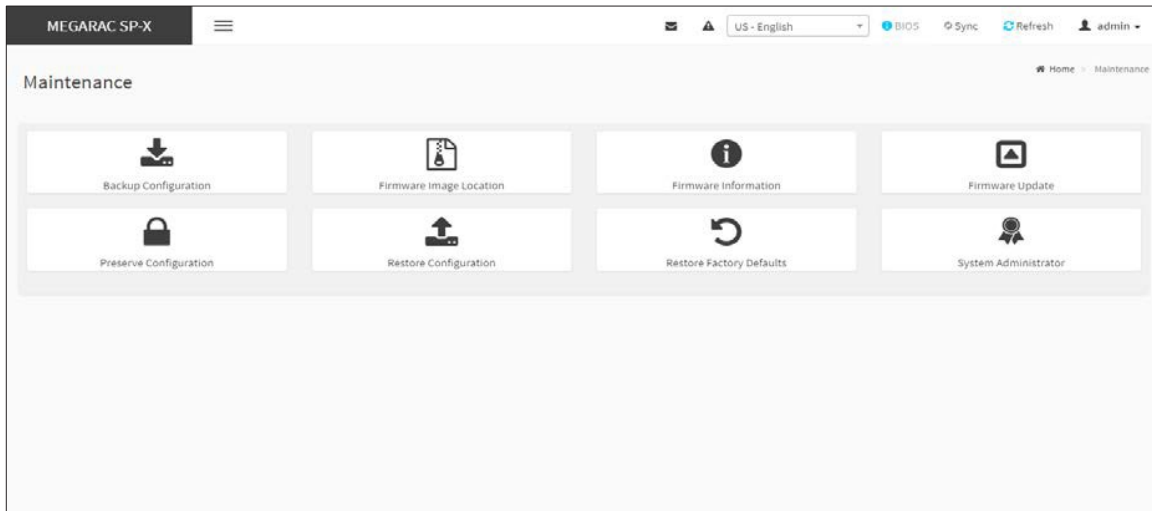 MEGARAC SP-X US - English BIOS Sync Refresh admin
Home > Maintenance
Maintenance
Backup Configuration Firmware Image Location Firmware Information Firmware Update
Preserve Configuration Restore Configuration Restore Factory Defaults System Administrator